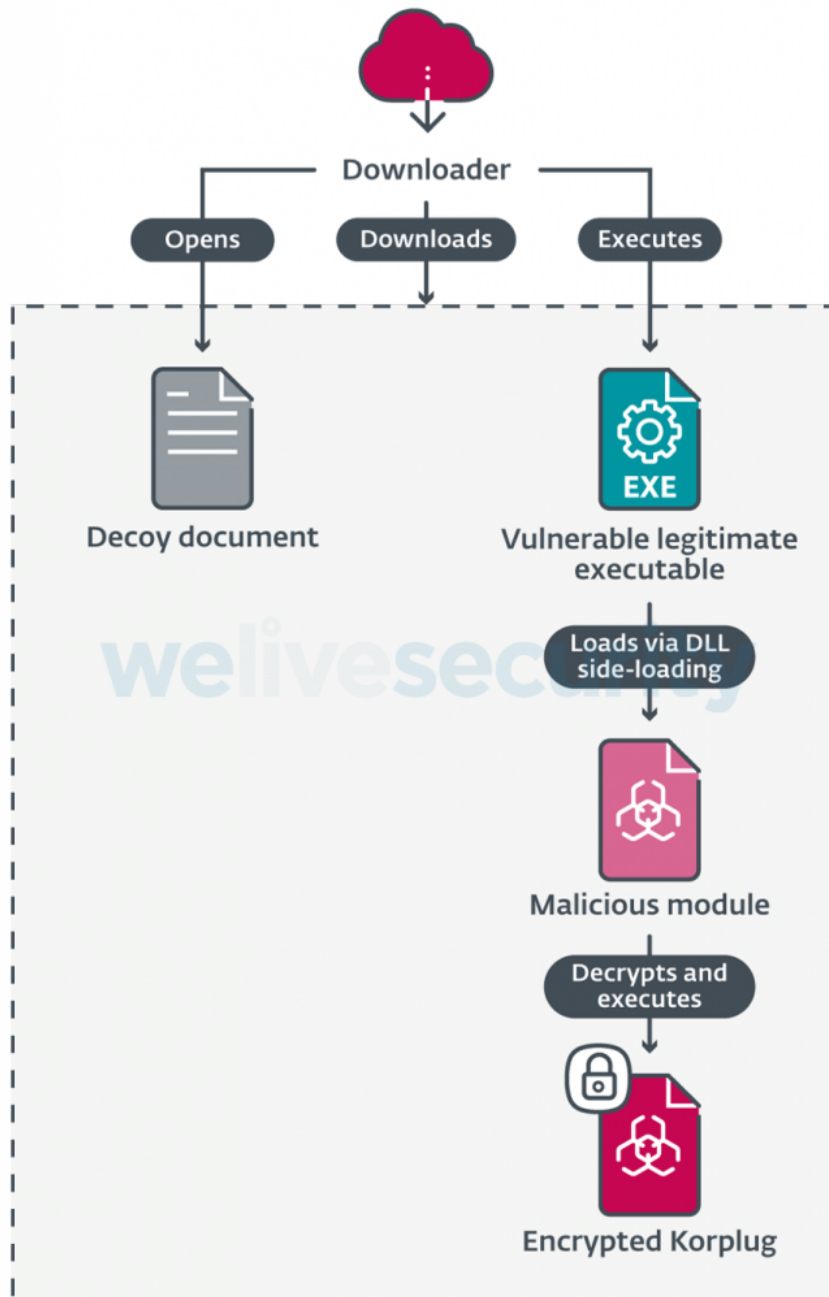 Downloader
Opens
Downloads
Executes
EXE
Decoy document
Vulnerable legitimate
executable
welivesecurity
Loads via DLL
side-loading
Malicious module
Decrypts and
executes
Encrypted Korplug